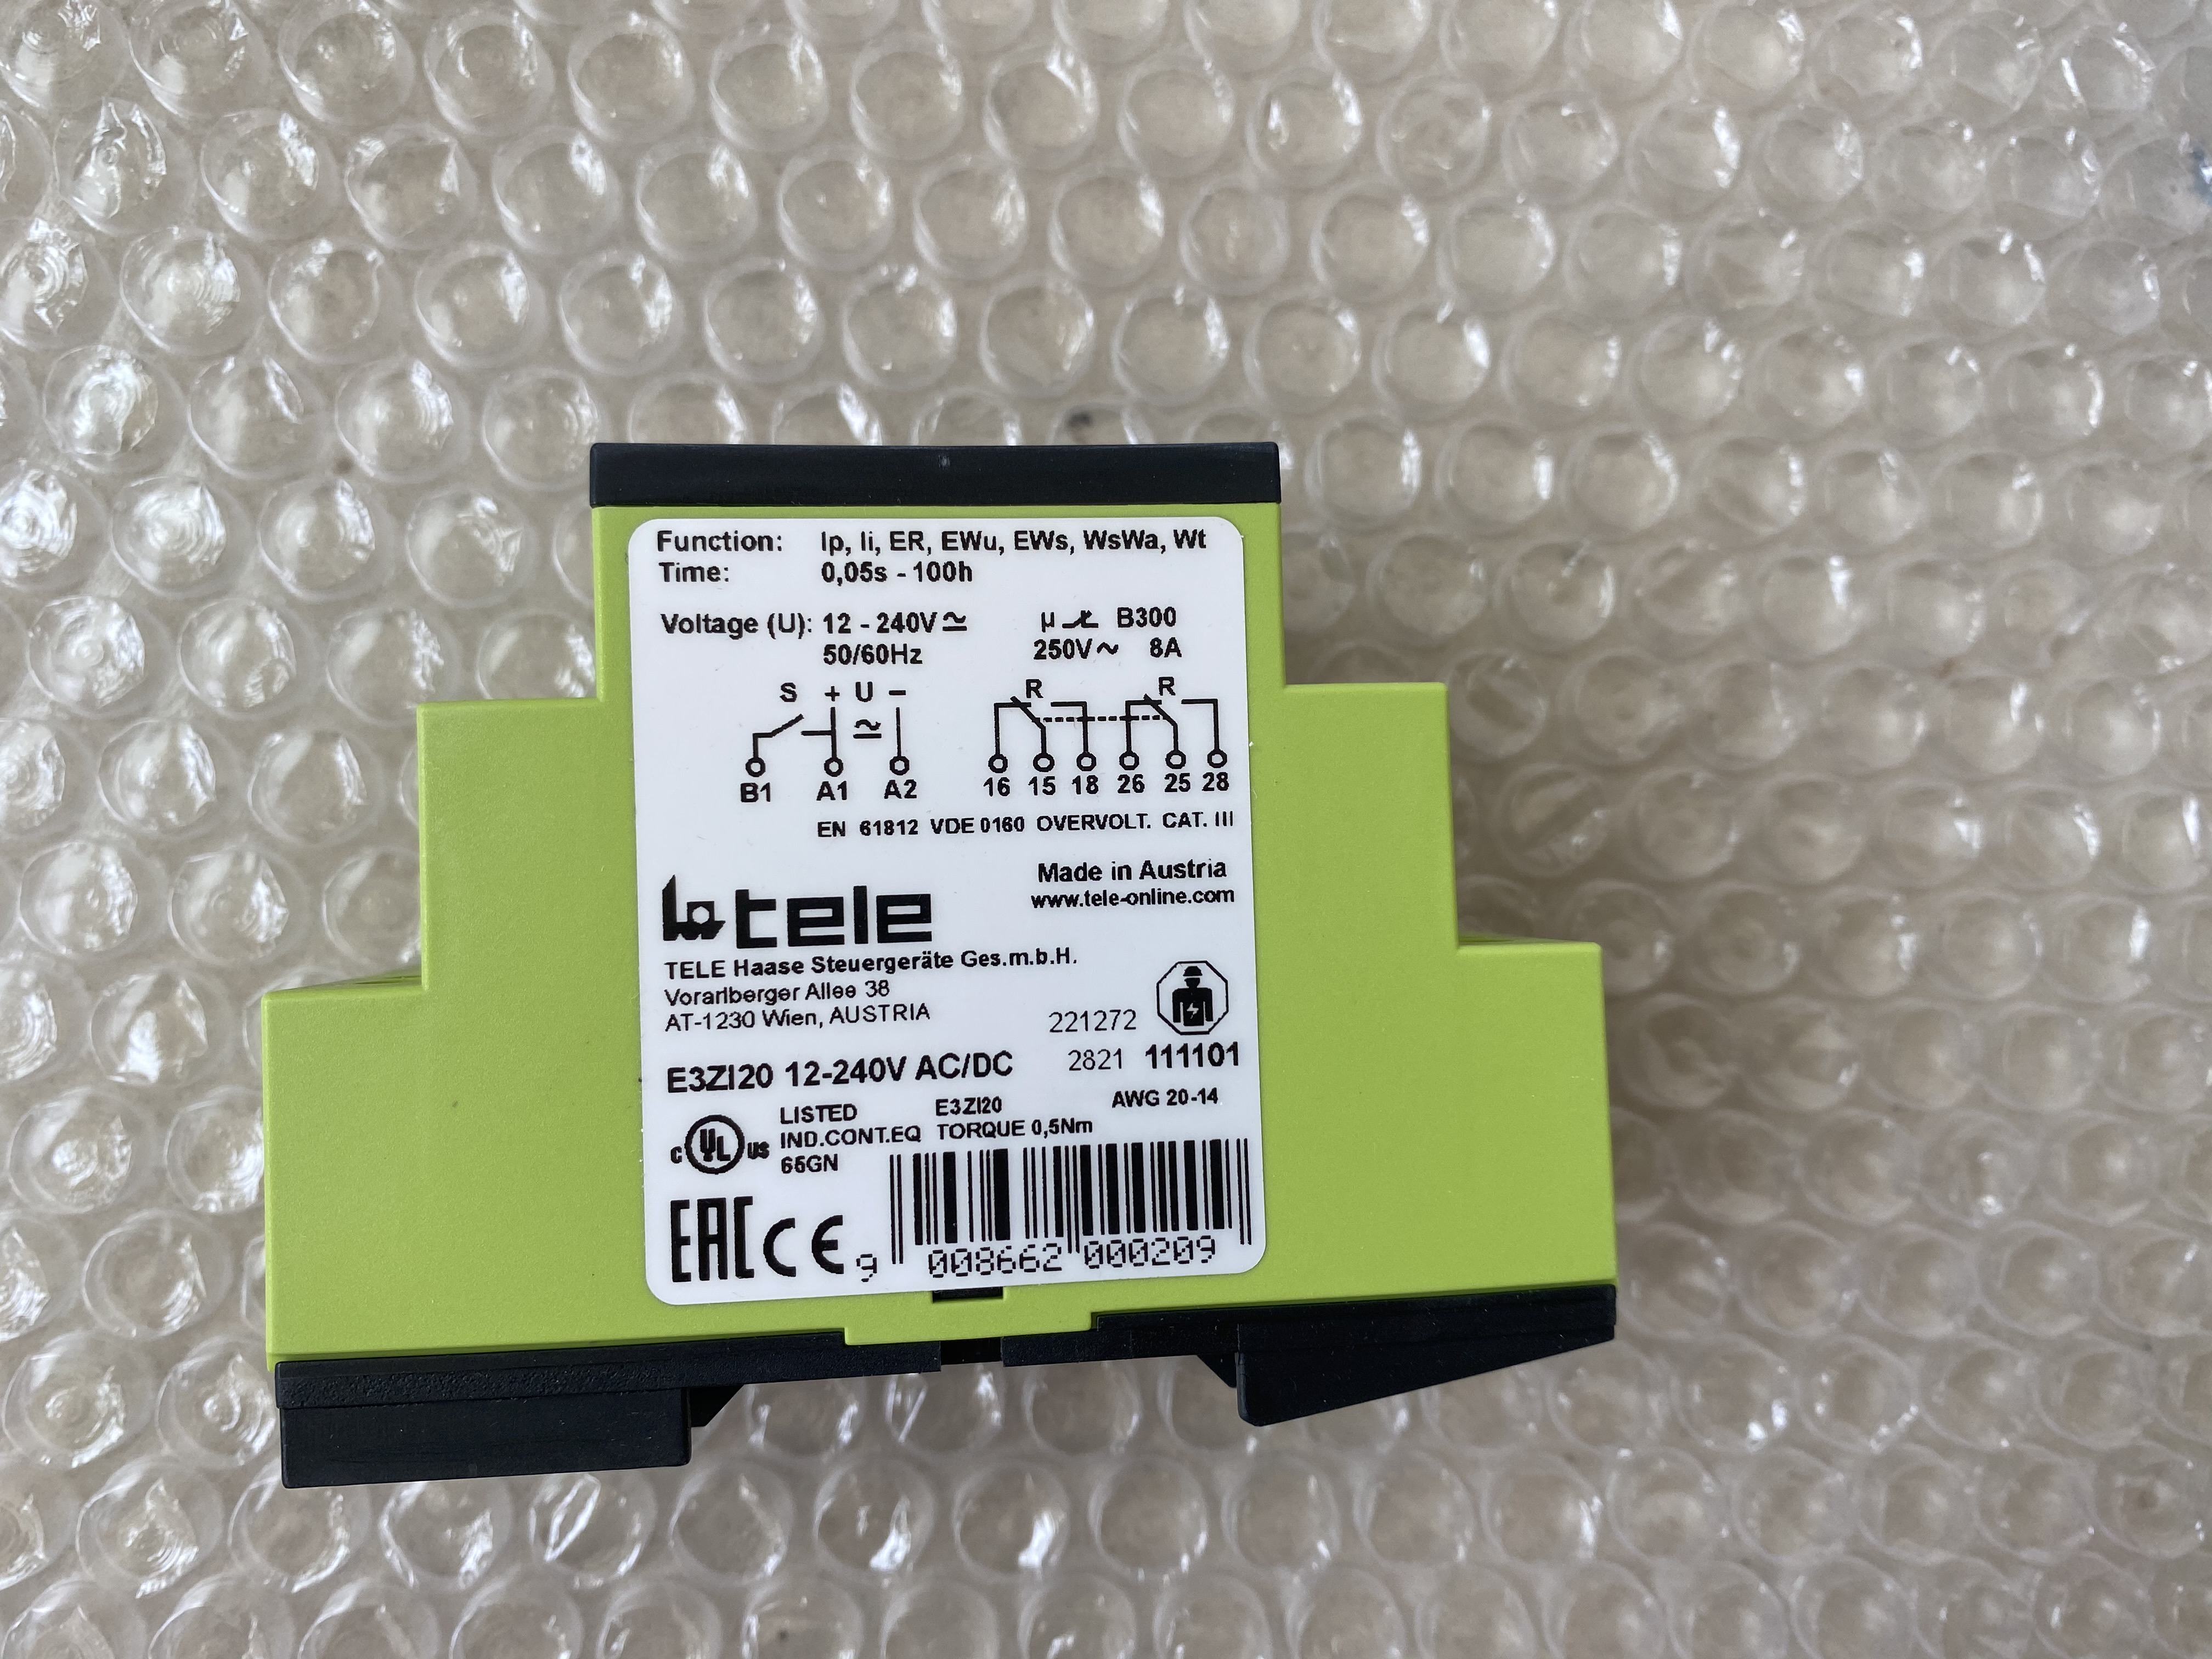 Function: Ip, Ii, ER, EWu, EWs, WsWa, Wt
Time: 0,05s - 100h
Voltage (U): 12 - 240V≃ µ B300
50/60Hz 250V~ 8A
S + U − R R
≃
B1 A1 A2 16 15 18 26 25 28
EN 61812 VDE 0160 OVERVOLT. CAT. III
Made in Austria
tele www.tele-online.com
TELE Haase Steuergeräte Ges.m.b.H.
Vorarlberger Allee 38
AT-1230 Wien, AUSTRIA 221272
E3ZI20 12-240V AC/DC 2821 111101
LISTED E3ZI20 AWG 20-14
c UL us IND.CONT.EQ TORQUE 0,5Nm
65GN
EAC CE 9 008662 000209